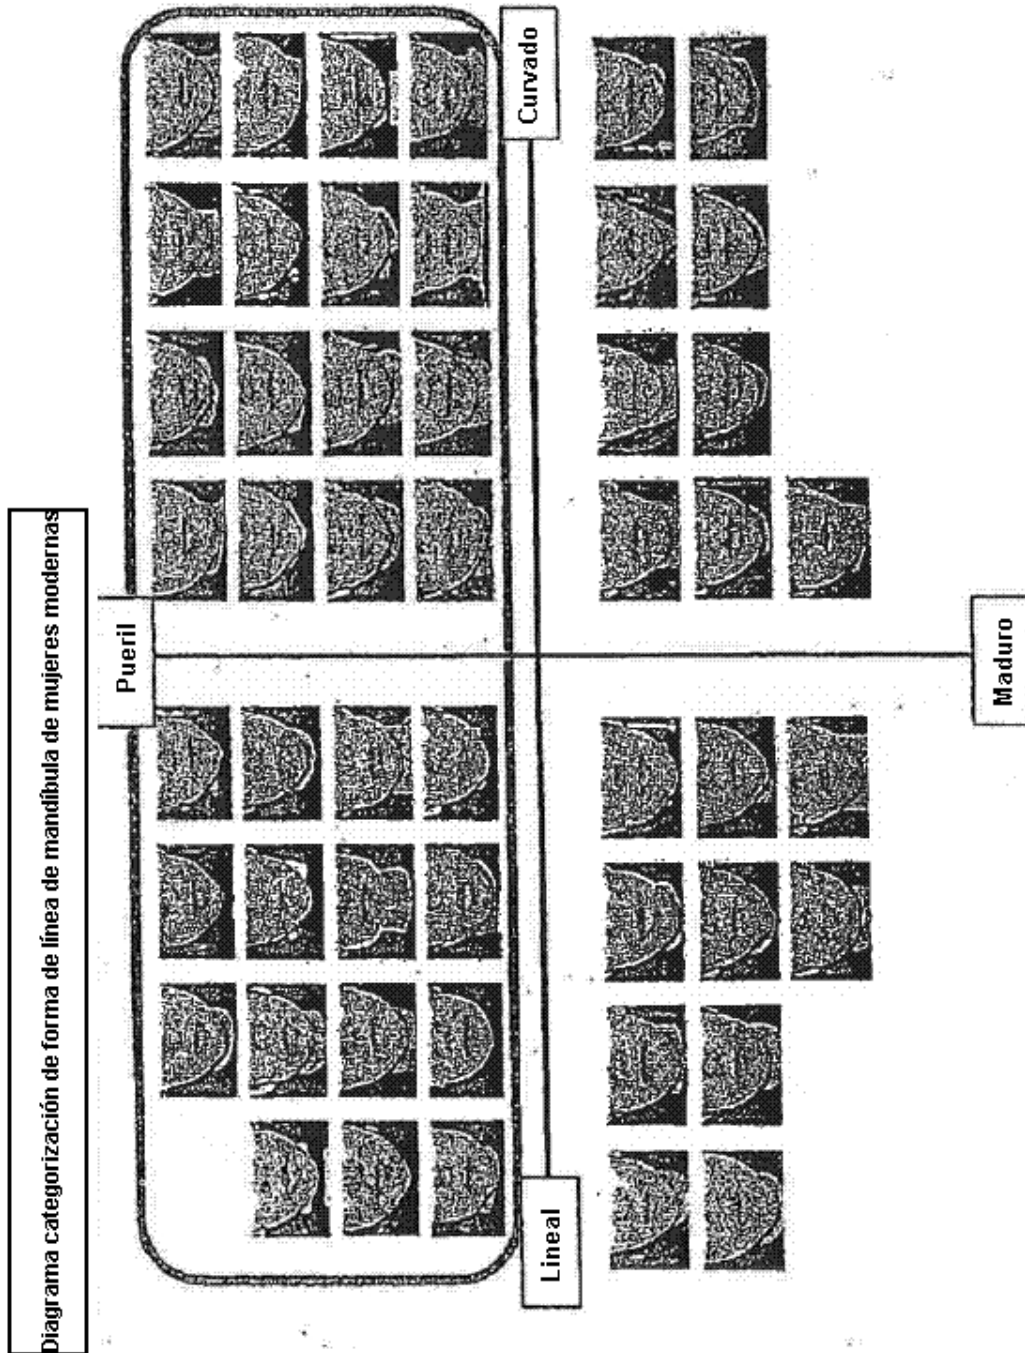 Diagrama categorización de forma de línea de mandíbula de mujeres modernas
Pueril
Curvado
Lineal
Maduro